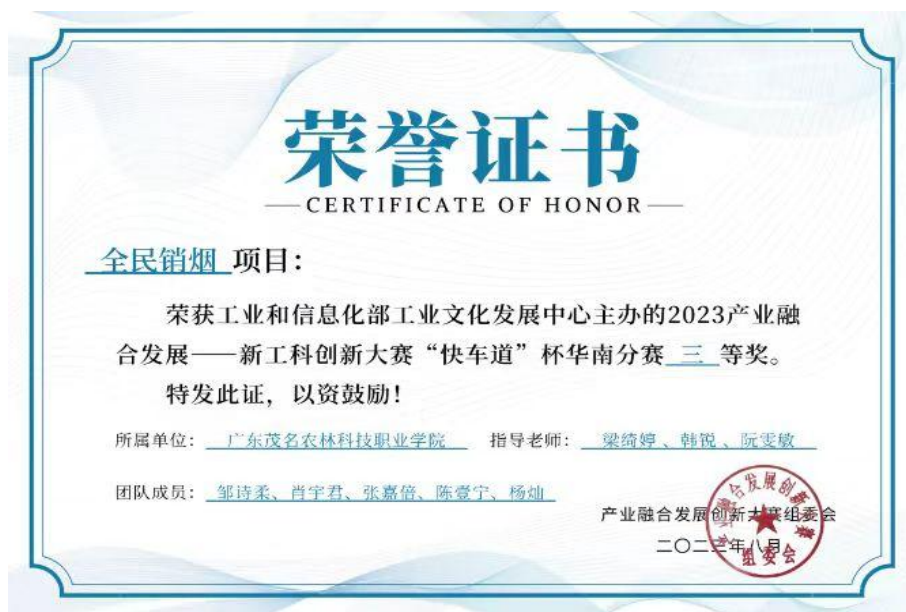 荣誉证书
CERTIFICATE OF HONOR
全民销烟 项目：
荣获工业和信息化部工业文化发展中心主办的2023产业融
合发展——新工科创新大赛“快车道”杯华南分赛 三 等奖。
特发此证，以资鼓励！
所属单位： 广东茂名农林科技职业学院 指导老师： 梁绮婷、韩锐、阮雯敏
团队成员： 邹诗柔、肖宇君、张嘉倍、陈壹宁、杨灿
产业融合发展创新大赛组委会
二〇二三年八月
组委会